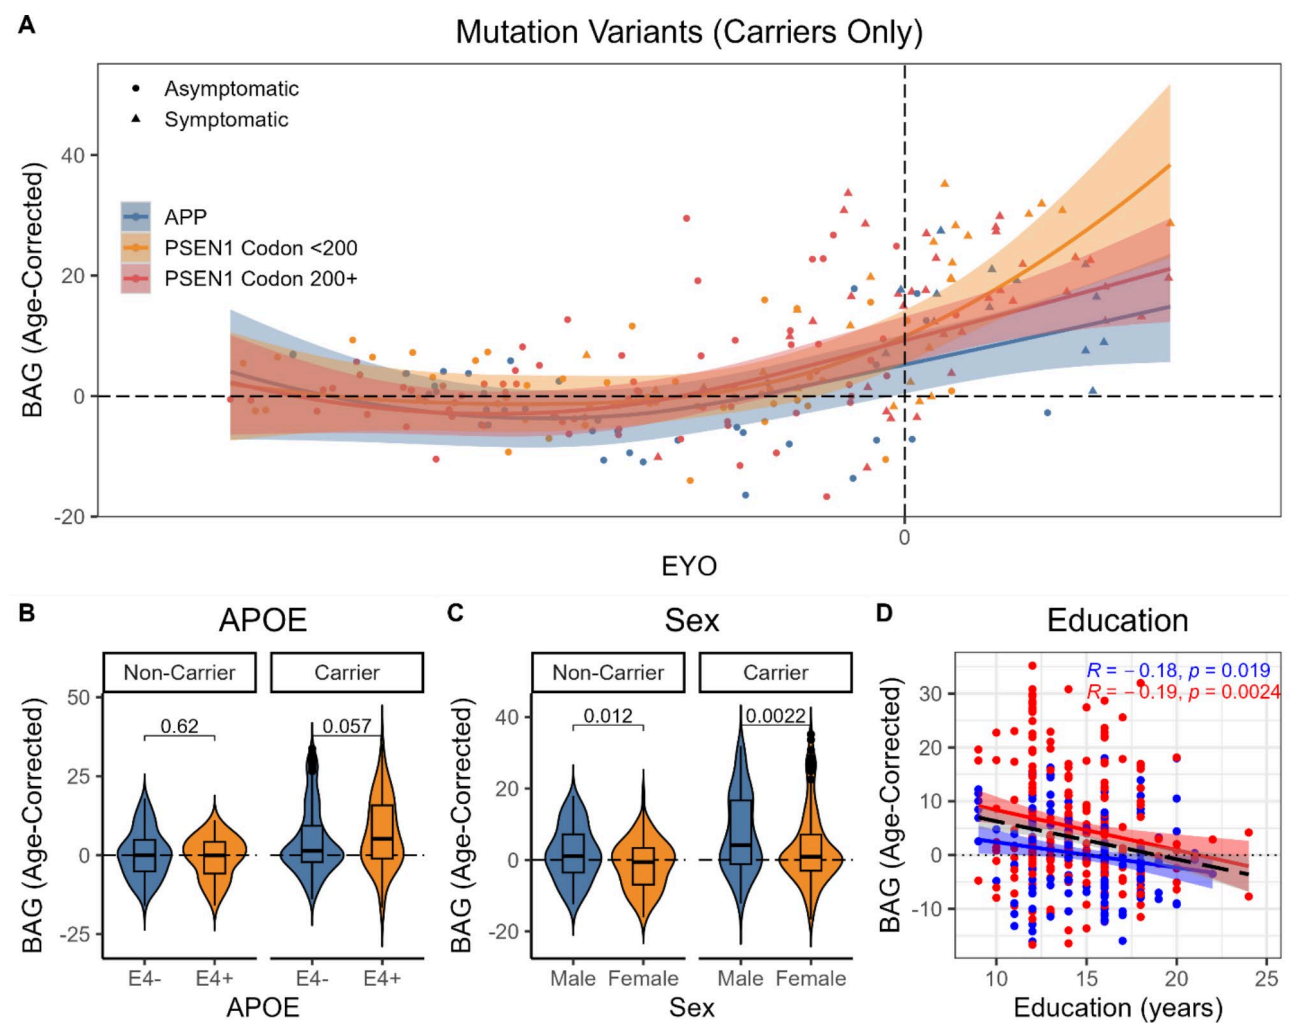 A
Mutation Variants (Carriers Only)
Asymptomatic
Symptomatic
APP
PSEN1 Codon <200
PSEN1 Codon 200+
BAG (Age-Corrected)
40
20
0
-20
0
EYO
B
APOE
Non-Carrier
Carrier
BAG (Age-Corrected)
50
25
0
-25
0.62
0.057
E4-
E4+
E4-
E4+
APOE
C
Sex
Non-Carrier
Carrier
BAG (Age-Corrected)
40
20
0
-20
0.012
0.0022
Male
Female
Male
Female
Sex
D
Education
R = −0.18, p = 0.019
R = −0.19, p = 0.0024
BAG (Age-Corrected)
30
20
10
0
-10
10
15
20
25
Education (years)